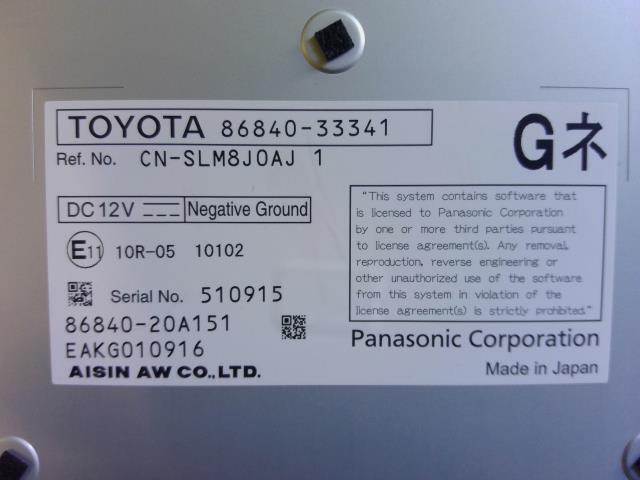 TOYOTA 86840-33341
Gネ
Ref. No. CN-SLM8J0AJ 1
DC 12V Negative Ground
E11 10R-05 10102
Serial No. 510915
86840-20A151
EAKG010916
AISIN AW CO., LTD.
"This system contains software that
is licensed to Panasonic Corporation
by one or more third parties pursuant
to license agreement(s). Any removal,
reproduction, reverse engineering or
other unauthorized use of the software
from this system in violation of the
license agreement(s) is strictly prohibited."
Panasonic Corporation
Made in Japan